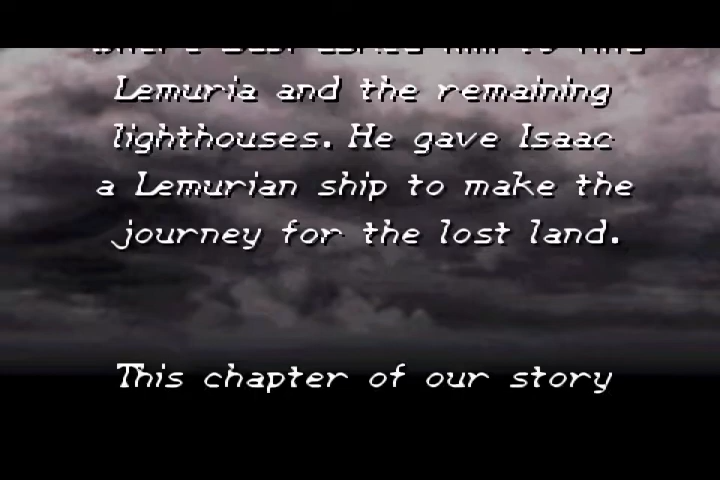 Lemuria and the remaining
lighthouses. He gave Isaac
a Lemurian ship to make the
journey for the lost land.
This chapter of our story